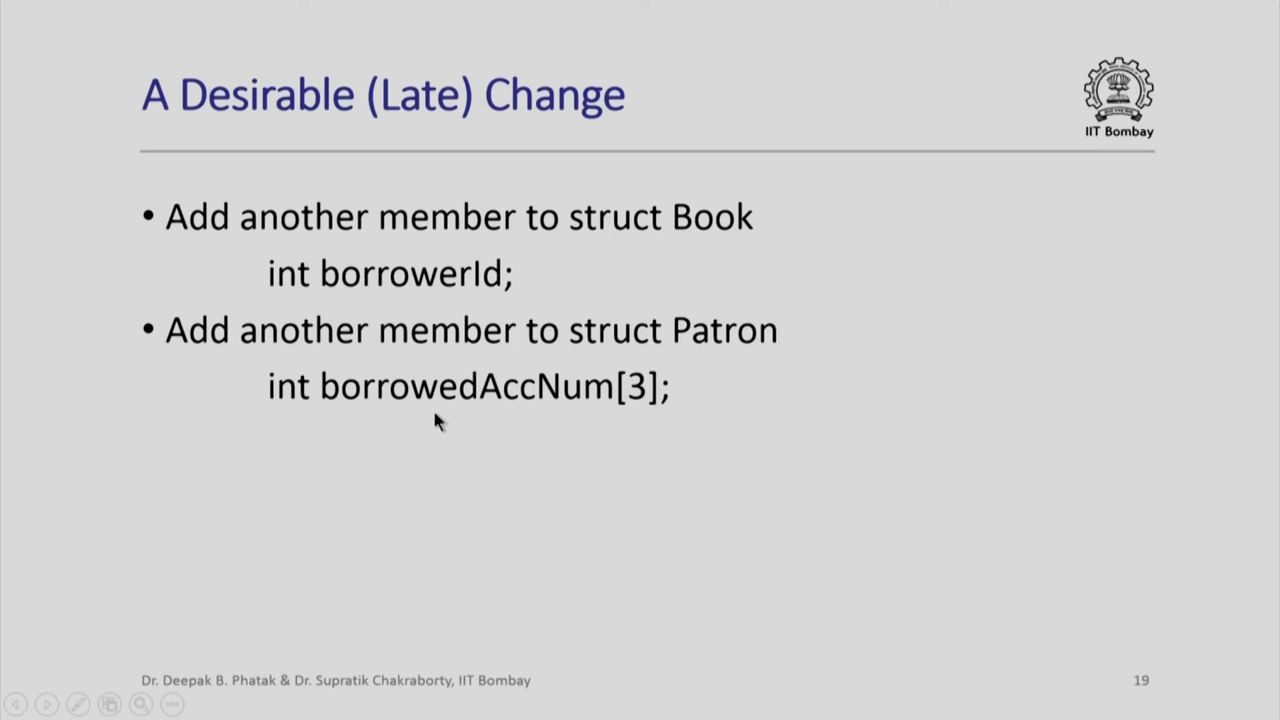 A Desirable (Late) Change
IIT Bombay
• Add another member to struct Book
int borrowerId;
• Add another member to struct Patron
int borrowedAccNum[3];
Dr. Deepak B. Phatak & Dr. Supratik Chakraborty, IIT Bombay
19